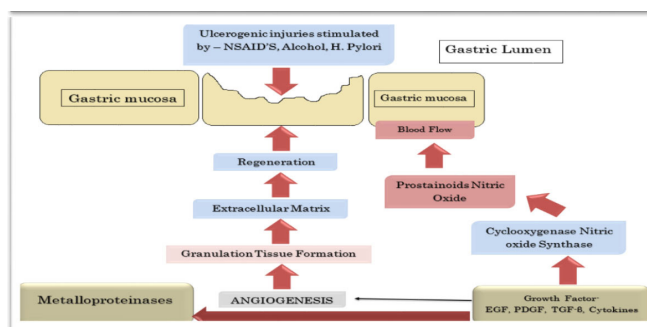 Ulcerogenic injuries stimulated
by – NSAID'S, Alcohol, H. Pylori
Gastric Lumen
Gastric mucosa
Gastric mucosa
Blood Flow
Regeneration
Prostainoids Nitric
Oxide
Extracellular Matrix
Cyclooxygenase Nitric
oxide Synthase
Granulation Tissue Formation
Metalloproteinases
ANGIOGENESIS
Growth Factor-
EGF, PDGF, TGF-ß, Cytokines